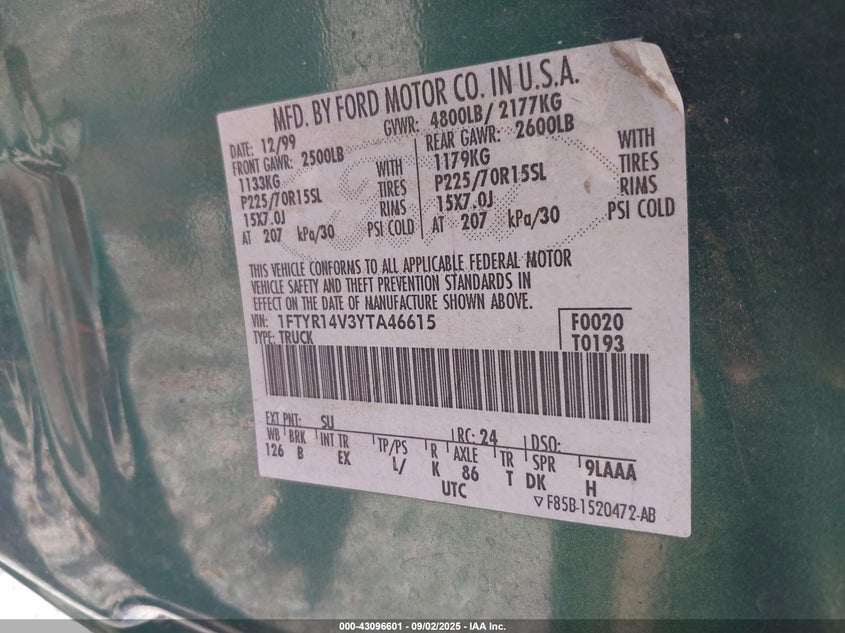 MFD. BY FORD MOTOR CO. IN U.S.A.
DATE: 12/99 GVWR: 4800LB/ 2177KG
FRONT GAWR: 2500LB REAR GAWR: 2600LB
1133KG WITH 1179KG WITH
P225/70R15SL TIRES P225/70R15SL TIRES
15X7.0J RIMS 15X7.0J RIMS
AT 207 kPa/30 PSI COLD AT 207 kPa/30 PSI COLD
THIS VEHICLE CONFORMS TO ALL APPLICABLE FEDERAL MOTOR
VEHICLE SAFETY AND THEFT PREVENTION STANDARDS IN
EFFECT ON THE DATE OF MANUFACTURE SHOWN ABOVE.
VIN: 1FTYR14V3YTA46615 F0020
TYPE: TRUCK T0193
EXT PNT: SU RC: 24 DSO:
WB BRK INT TR TP/PS R AXLE TR SPR 9LAAA
126 B EX L/ K 86 T DK H
UTC
F85B-1520472-AB
000-43096601 / 09/02/2025 / IAA Inc.